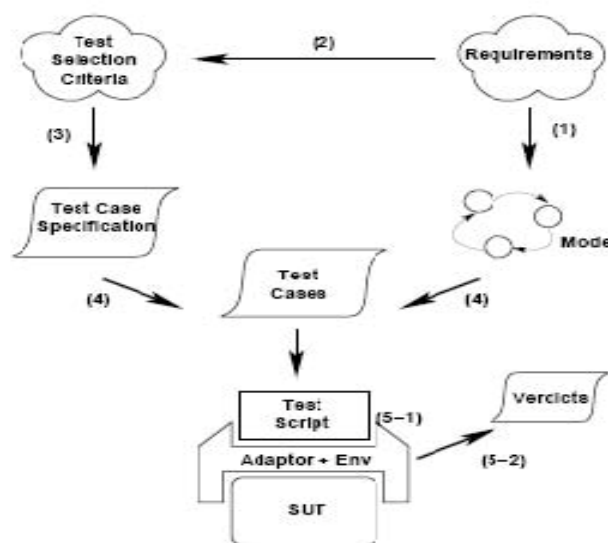 Test
Selection
Criteria
(2)
Requirements
(3)
(1)
Test Case
Specification
Mode
(4)
Test
Cases
(4)
Test
Script
(5-1)
Verdicts
Adaptor + Env
(5-2)
SUT